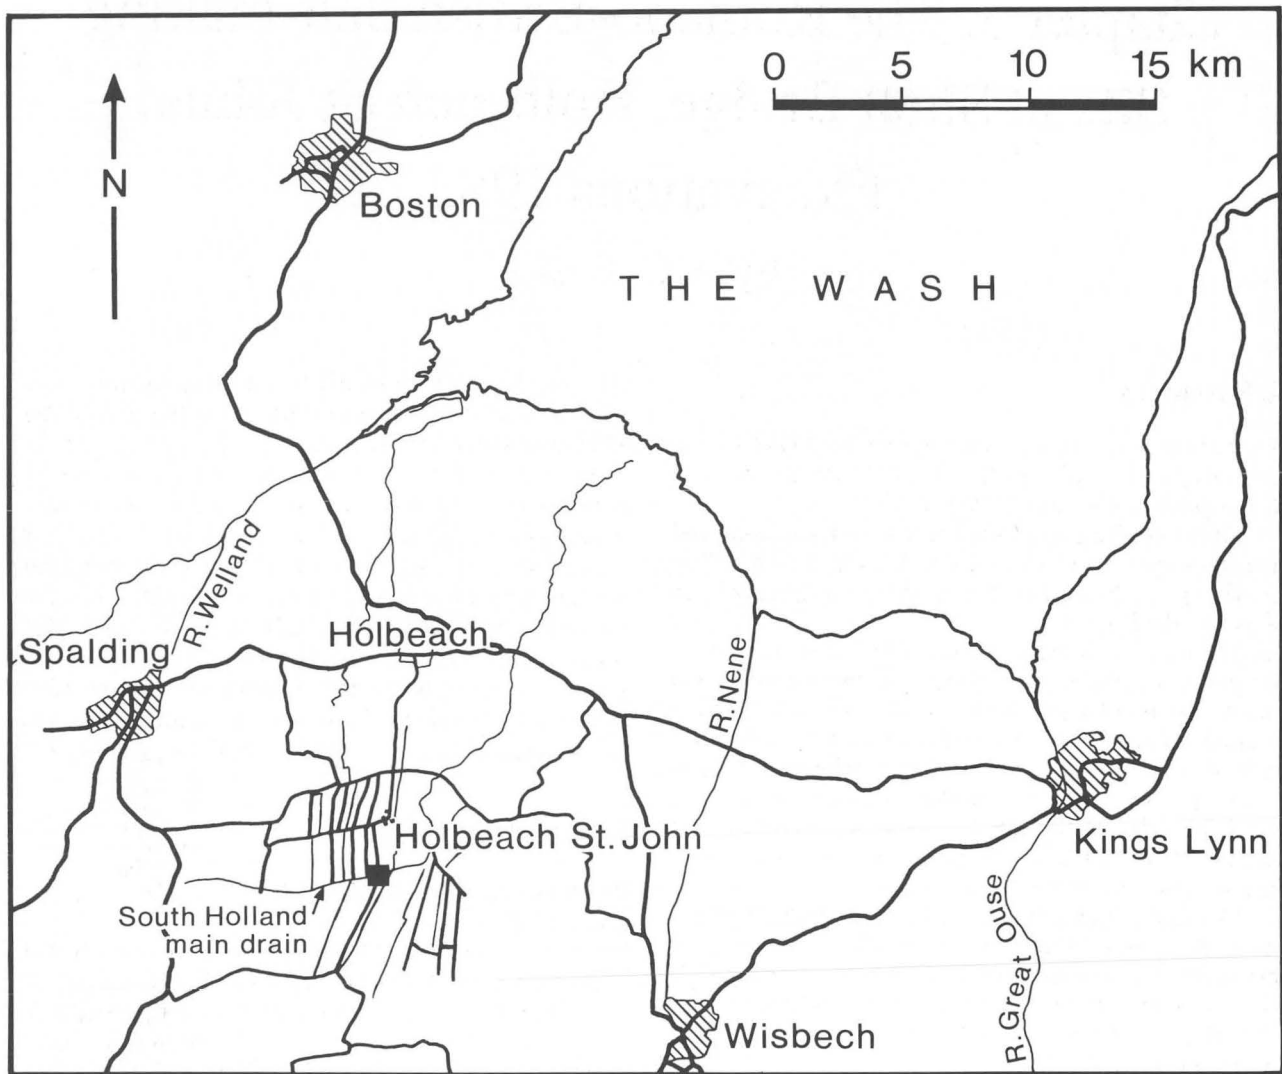 0 5 10 15 km
N
Boston
THE WASH
R. Welland
Spalding
Holbeach
R. Nene
Holbeach St. John
Kings Lynn
South Holland
main drain
R. Great Ouse
Wisbech